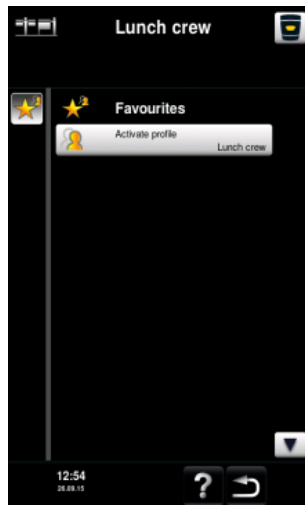 Lunch crew
Favourites
Activate profile
Lunch crew
12:54
26.09.15
?